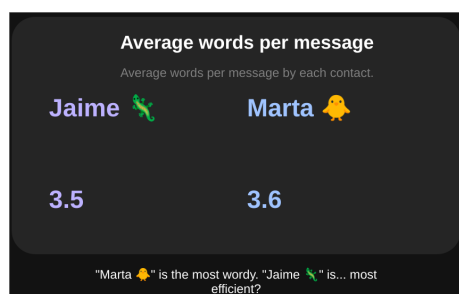 Average words per message
Average words per message by each contact.
Jaime 🦎 Marta 🐥
3.5 3.6
"Marta 🐥" is the most wordy. "Jaime 🦎" is... most
efficient?